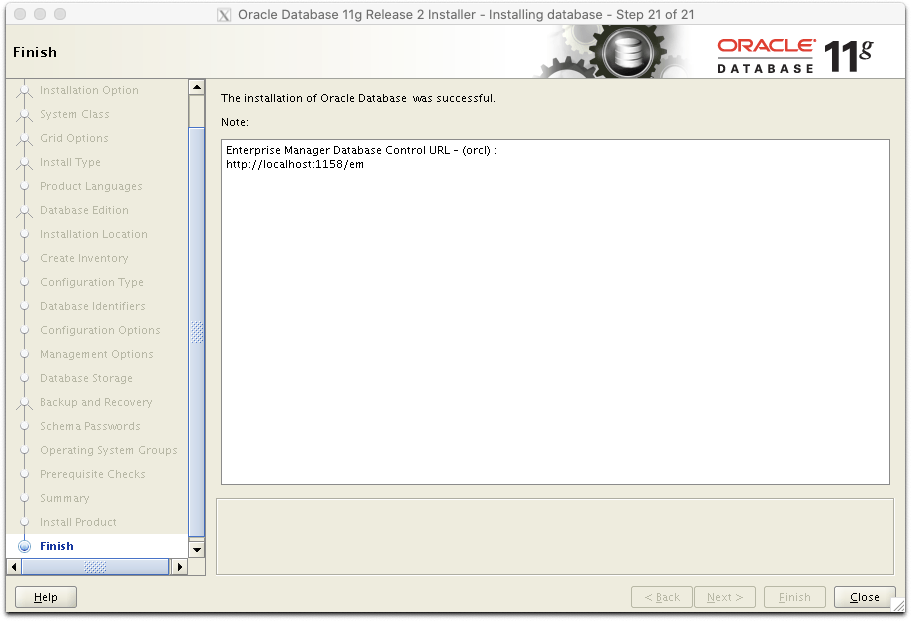 Oracle Database 11g Release 2 Installer - Installing database - Step 21 of 21
Finish
ORACLE
DATABASE
11g
Installation Option
System Class
Grid Options
Install Type
Product Languages
Database Edition
Installation Location
Create Inventory
Configuration Type
Database Identifiers
Configuration Options
Management Options
Database Storage
Backup and Recovery
Schema Passwords
Operating System Groups
Prerequisite Checks
Summary
Install Product
Finish
The installation of Oracle Database was successful.
Note:
Enterprise Manager Database Control URL - (orcl) :
http://localhost:1158/em
Help
< Back
Next >
Finish
Close